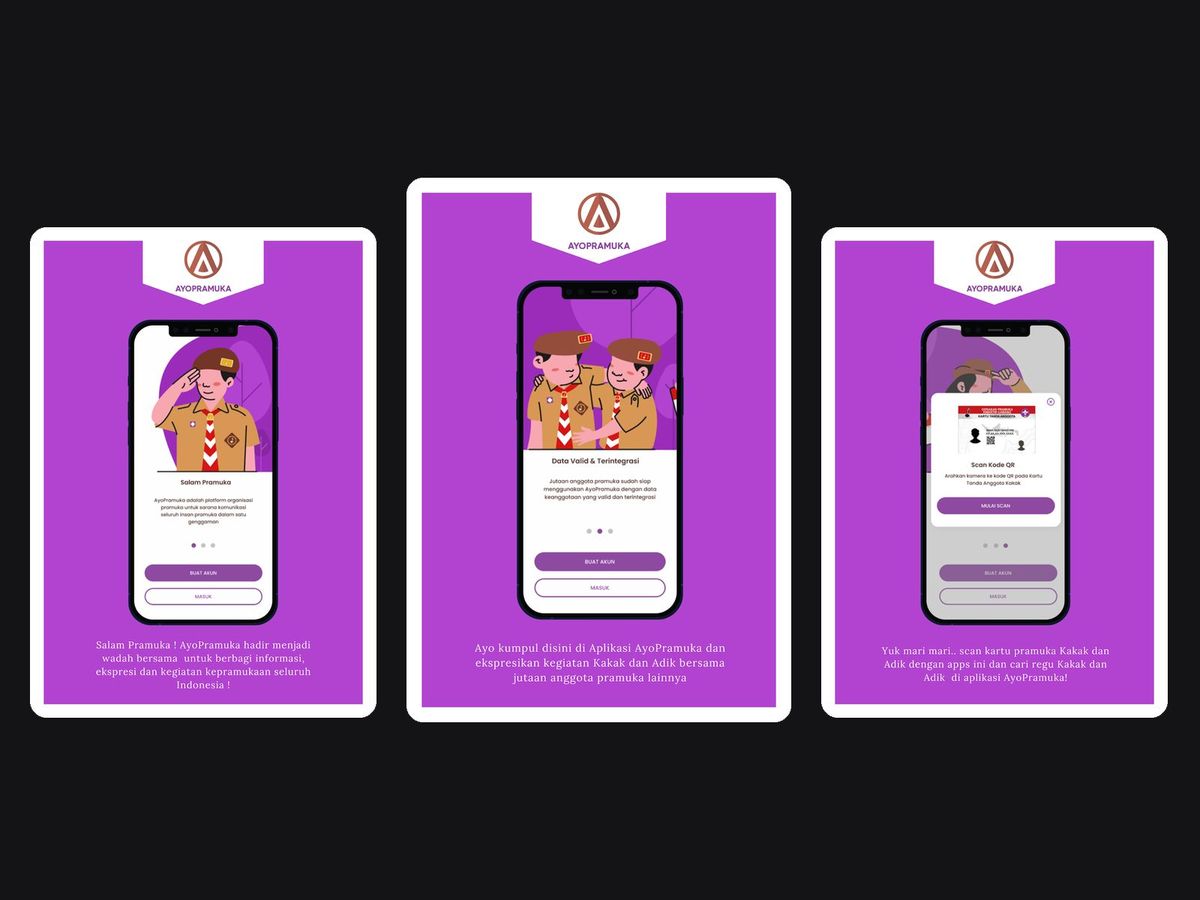 AYOPRAMUKA
Salam Pramuka
AyoPramuka adalah platform organisasi
pramuka untuk sarana komunikasi
seluruh insan pramuka dalam satu
genggaman
BUAT AKUN
MASUK
Salam Pramuka ! AyoPramuka hadir menjadi
wadah bersama untuk berbagi informasi,
ekspresi dan kegiatan kepramukaan seluruh
Indonesia !
AYOPRAMUKA
Data Valid & Terintegrasi
Jutaan anggota pramuka sudah siap
menggunakan AyoPramuka dengan data
keanggotaan yang valid dan terintegrasi
BUAT AKUN
MASUK
Ayo kumpul disini di Aplikasi AyoPramuka dan
ekspresikan kegiatan Kakak dan Adik bersama
jutaan anggota pramuka lainnya
AYOPRAMUKA
KARTU TANDA ANGGOTA
Scan Kode QR
Arahkan kamera ke kode QR pada Kartu
Tanda Anggota Kakak
MULAI SCAN
BUAT AKUN
MASUK
Yuk mari mari.. scan kartu pramuka Kakak dan
Adik dengan apps ini dan cari regu Kakak dan
Adik di aplikasi AyoPramuka!